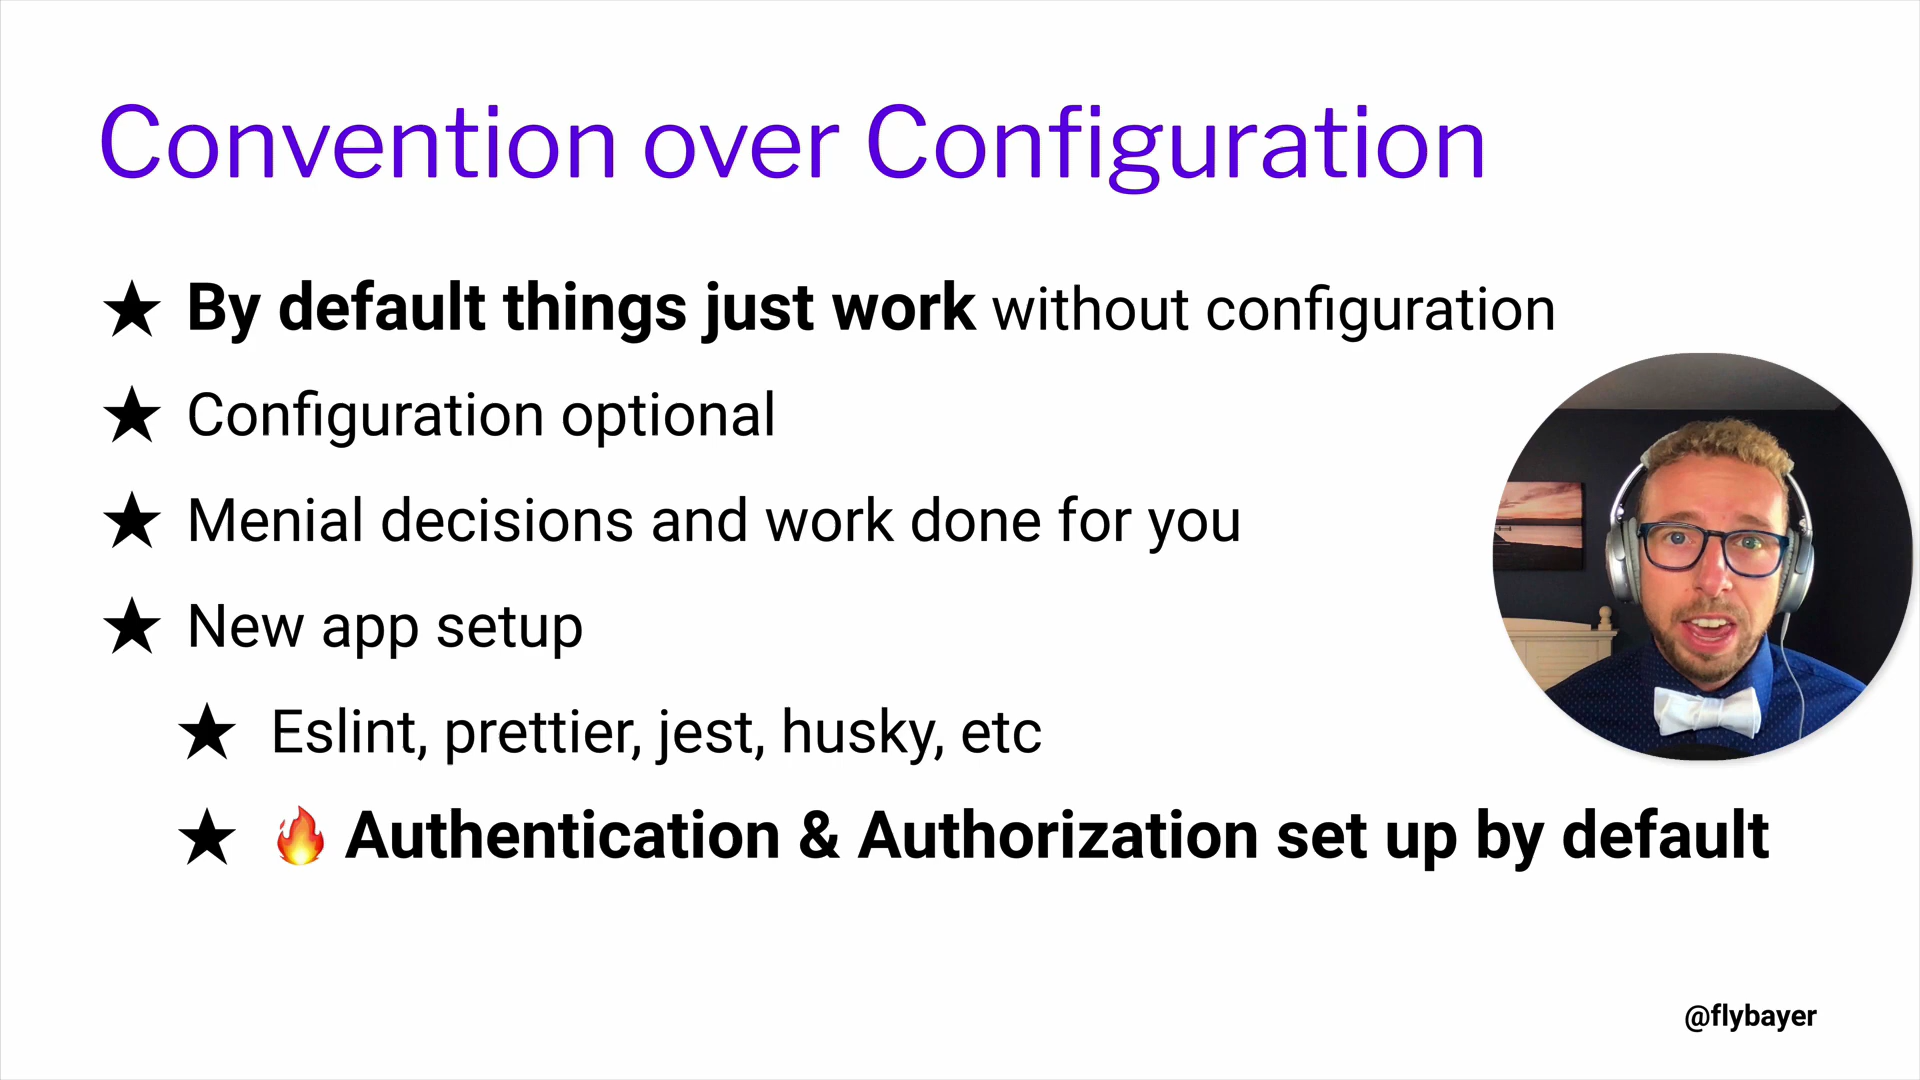 Convention over Configuration
★ By default things just work without configuration
★ Configuration optional
★ Menial decisions and work done for you
★ New app setup
★ Eslint, prettier, jest, husky, etc
★ 🔥 Authentication & Authorization set up by default
@flybayer